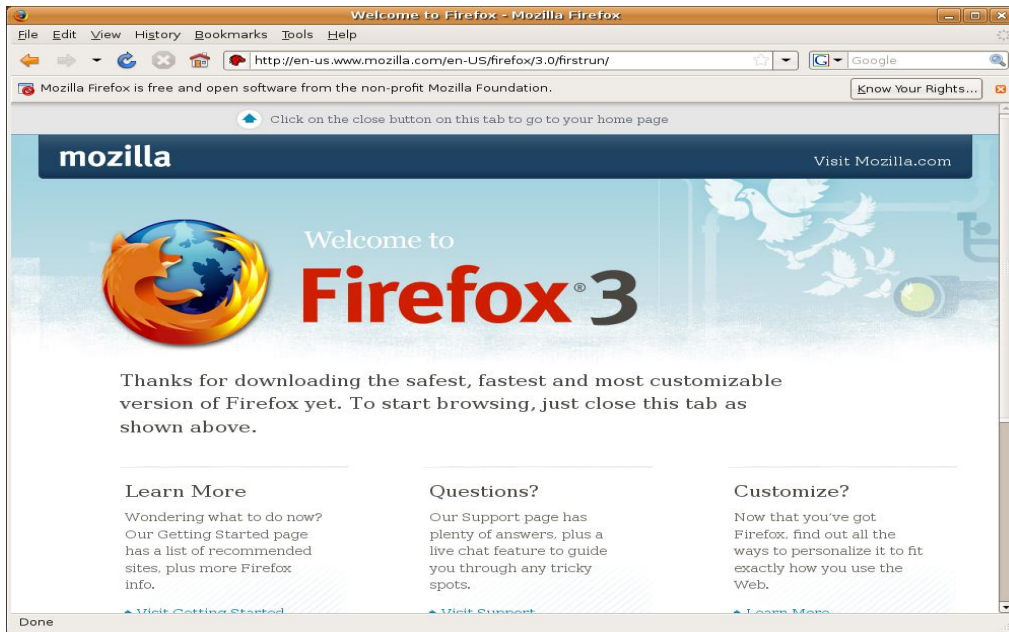 Welcome to Firefox - Mozilla Firefox
File Edit View History Bookmarks Tools Help
http://en-us.www.mozilla.com/en-US/firefox/3.0/firstrun/ G Google
Mozilla Firefox is free and open software from the non-profit Mozilla Foundation. Know Your Rights...
Click on the close button on this tab to go to your home page
mozilla Visit Mozilla.com
Welcome to
Firefox® 3
Thanks for downloading the safest, fastest and most customizable
version of Firefox yet. To start browsing, just close this tab as
shown above.
Learn More
Wondering what to do now?
Our Getting Started page
has a list of recommended
sites, plus more Firefox
info.
Visit Getting Started
Questions?
Our Support page has
plenty of answers, plus a
live chat feature to guide
you through any tricky
spots.
Visit Support
Customize?
Now that you've got
Firefox, find out all the
ways to personalize it to fit
exactly how you use the
Web.
Learn More
Done